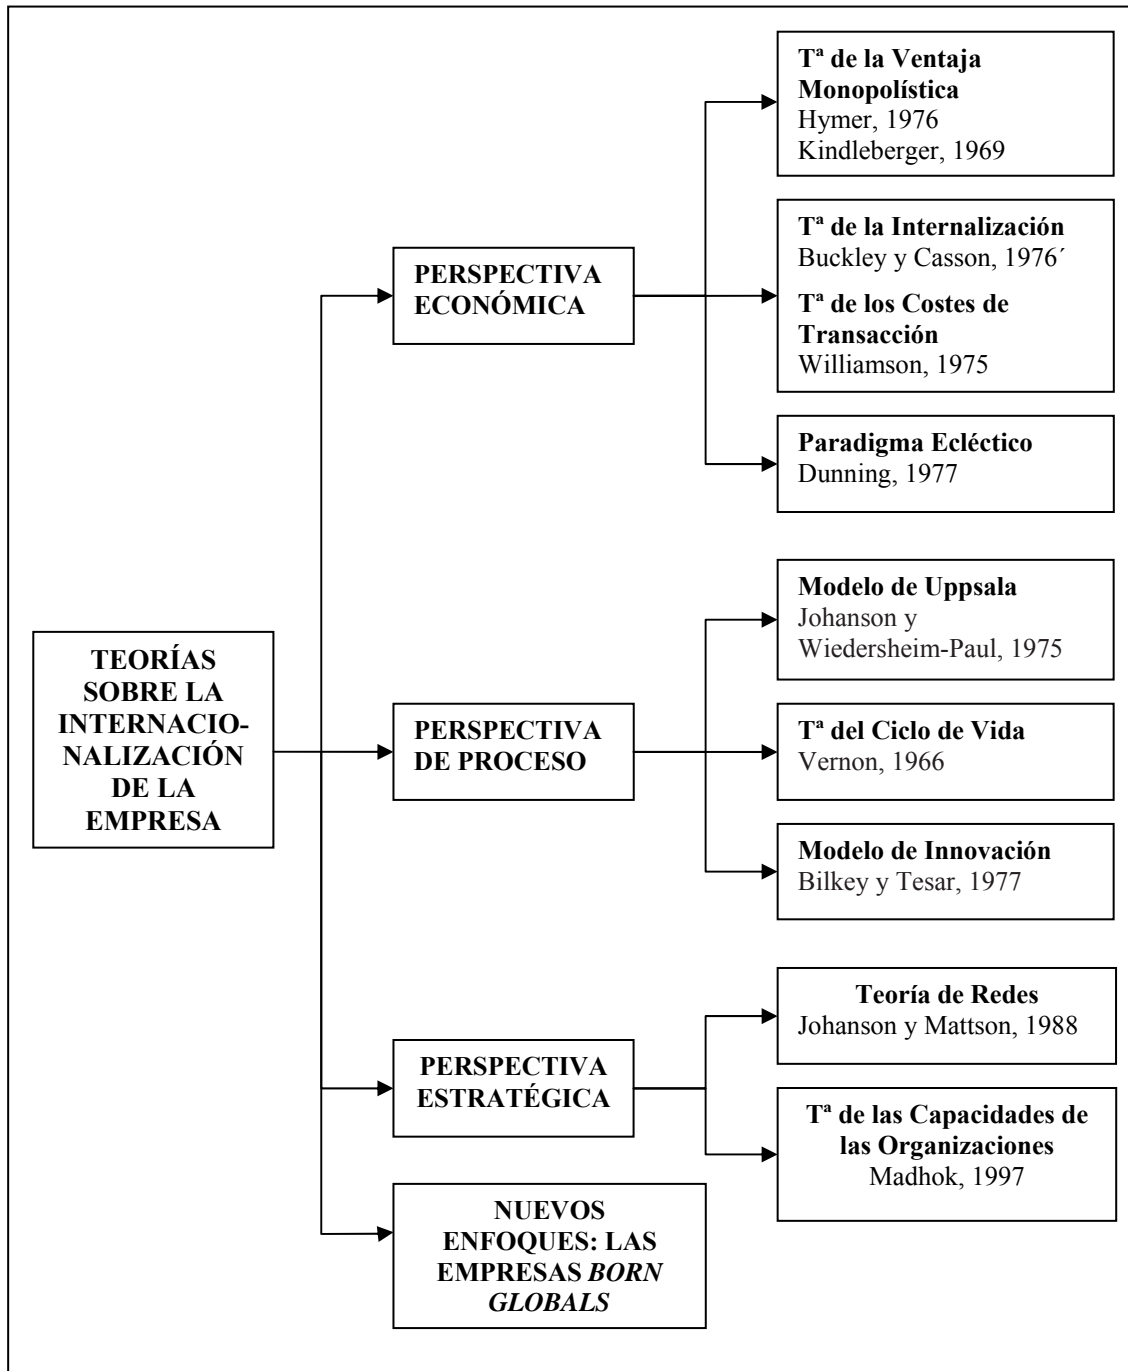 TEORÍAS
SOBRE LA
INTERNACIO-
NALIZACIÓN
DE LA
EMPRESA
PERSPECTIVA
ECONÓMICA
Tª de la Ventaja
Monopolística
Hymer, 1976
Kindleberger, 1969
Tª de la Internalización
Buckley y Casson, 1976´
Tª de los Costes de
Transacción
Williamson, 1975
Paradigma Ecléctico
Dunning, 1977
PERSPECTIVA
DE PROCESO
Modelo de Uppsala
Johanson y
Wiedersheim-Paul, 1975
Tª del Ciclo de Vida
Vernon, 1966
Modelo de Innovación
Bilkey y Tesar, 1977
PERSPECTIVA
ESTRATÉGICA
Teoría de Redes
Johanson y Mattson, 1988
Tª de las Capacidades de
las Organizaciones
Madhok, 1997
NUEVOS
ENFOQUES: LAS
EMPRESAS BORN
GLOBALS